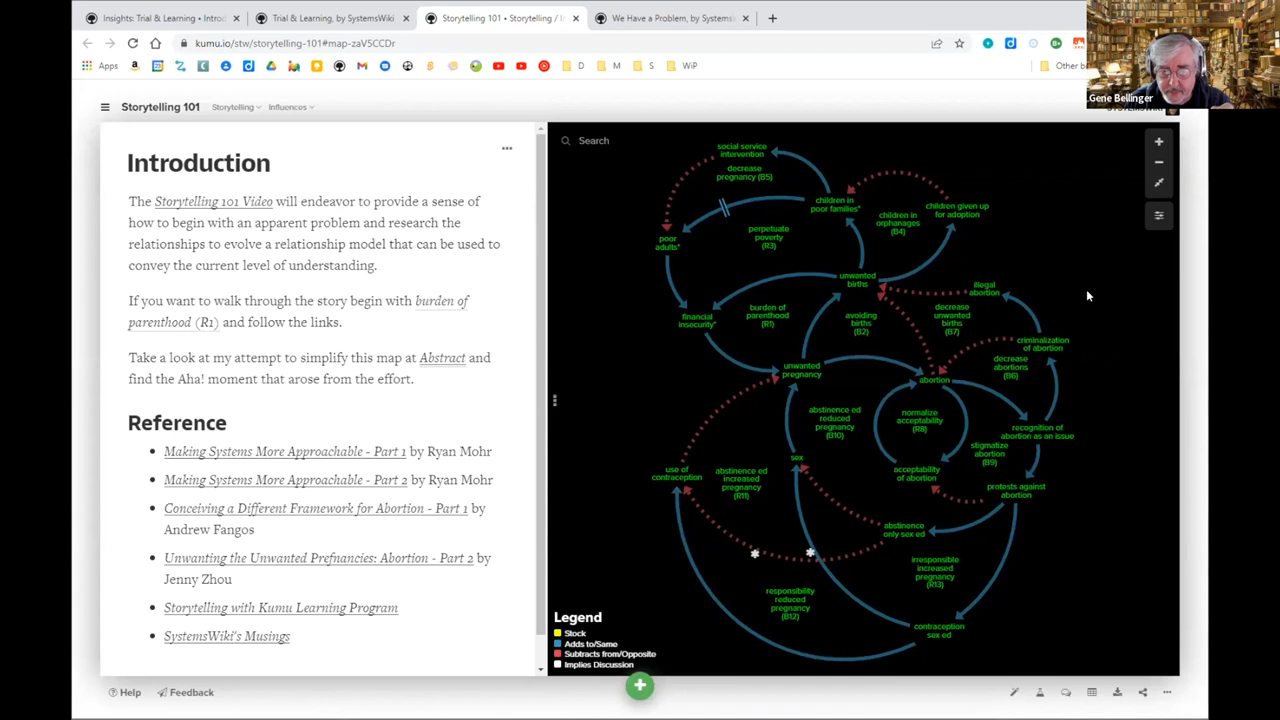 Insights: Trial & Learning • Introdu
Trial & Learning, by SystemsWiki
Storytelling 101 • Storytelling / I
We Have a Problem, by Systems
kumu.io/stw/storytelling-101#map-zaV5CCDr
Apps
D
M
S
WiP
Other b
Gene Bellinger
Storytelling 101
Storytelling
Influences
Introduction
The Storytelling 101 Video will endeavor to provide a sense of
how to begin with an apparent problem and research the
relationships to evolve a relationship model that can be used to
convey the current level of understanding.
If you want to walk through the story begin with burden of
parenthood (R1) and follow the links.
Take a look at my attempt to simplify this map at Abstract and
find the Aha! moment that arose from the effort.
Reference
Making Systems More Approachable - Part 1 by Ryan Mohr
Making Systems More Approachable - Part 2 by Ryan Mohr
Conceiving a Different Framework for Abortion - Part 1 by
Andrew Fangos
Unwanting the Unwanted Prefnancies: Abortion - Part 2 by
Jenny Zhou
Storytelling with Kumu Learning Program
SystemsWiki's Musings
Help
Feedback
Search
social service
intervention
decrease
pregnancy (B5)
children in
poor families*
children given up
for adoption
children in
orphanages
(B4)
poor
adults*
perpetuate
poverty
(R3)
unwanted
births
illegal
abortion
financial
insecurity*
burden of
parenthood
(R1)
avoiding
births
(B2)
decrease
unwanted
births
(B7)
criminalization
of abortion
decrease
abortions
(B6)
unwanted
pregnancy
abortion
abstinence ed
reduced
pregnancy
(B10)
normalize
acceptability
(R8)
recognition of
abortion as an issue
stigmatize
abortion
(B9)
sex
use of
contraception
abstinence ed
increased
pregnancy
(R11)
acceptability
of abortion
protests against
abortion
abstinence
only sex ed
irresponsible
increased
pregnancy
(R13)
responsibility
reduced
pregnancy
(B12)
contraception
sex ed
Legend
Stock
Adds to/Same
Subtracts from/Opposite
Implies Discussion